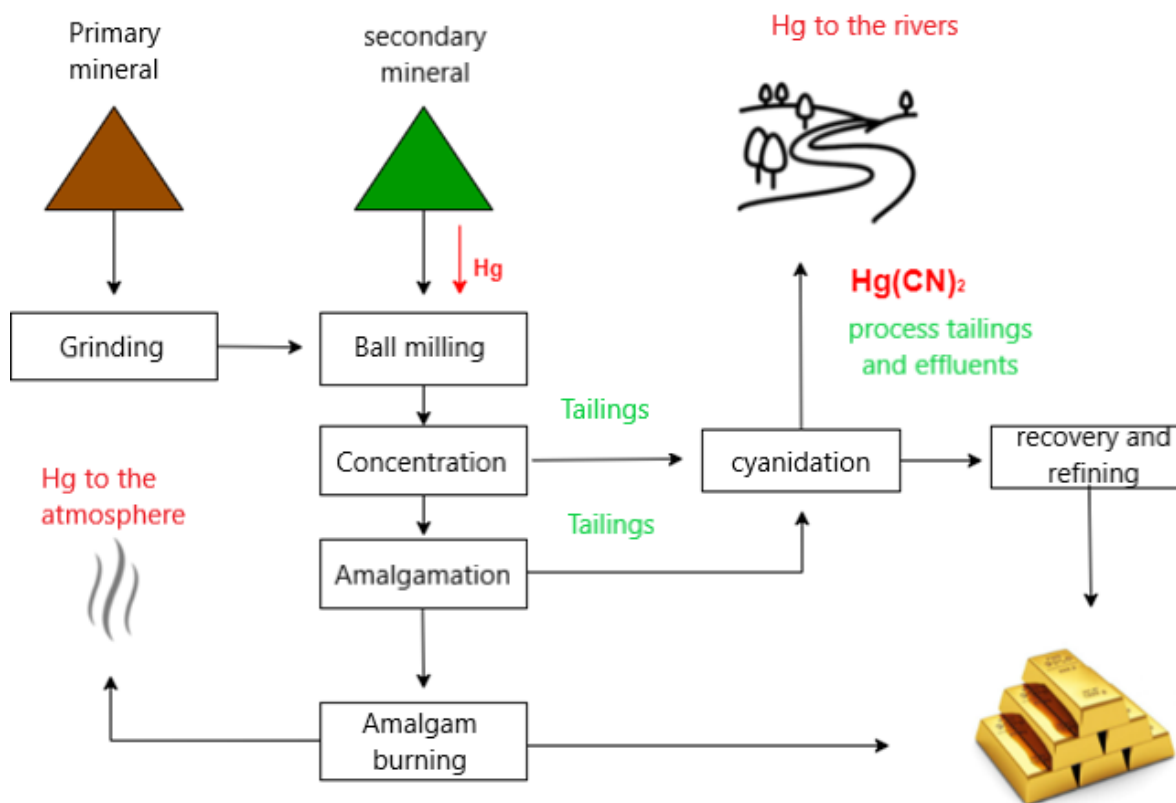 Primary
mineral
secondary
mineral
Hg to the rivers
Hg
Grinding
Ball milling
Hg(CN)₂
process tailings
and effluents
Tailings
Concentration
cyanidation
recovery and
refining
Hg to the
atmosphere
Tailings
Amalgamation
Amalgam
burning